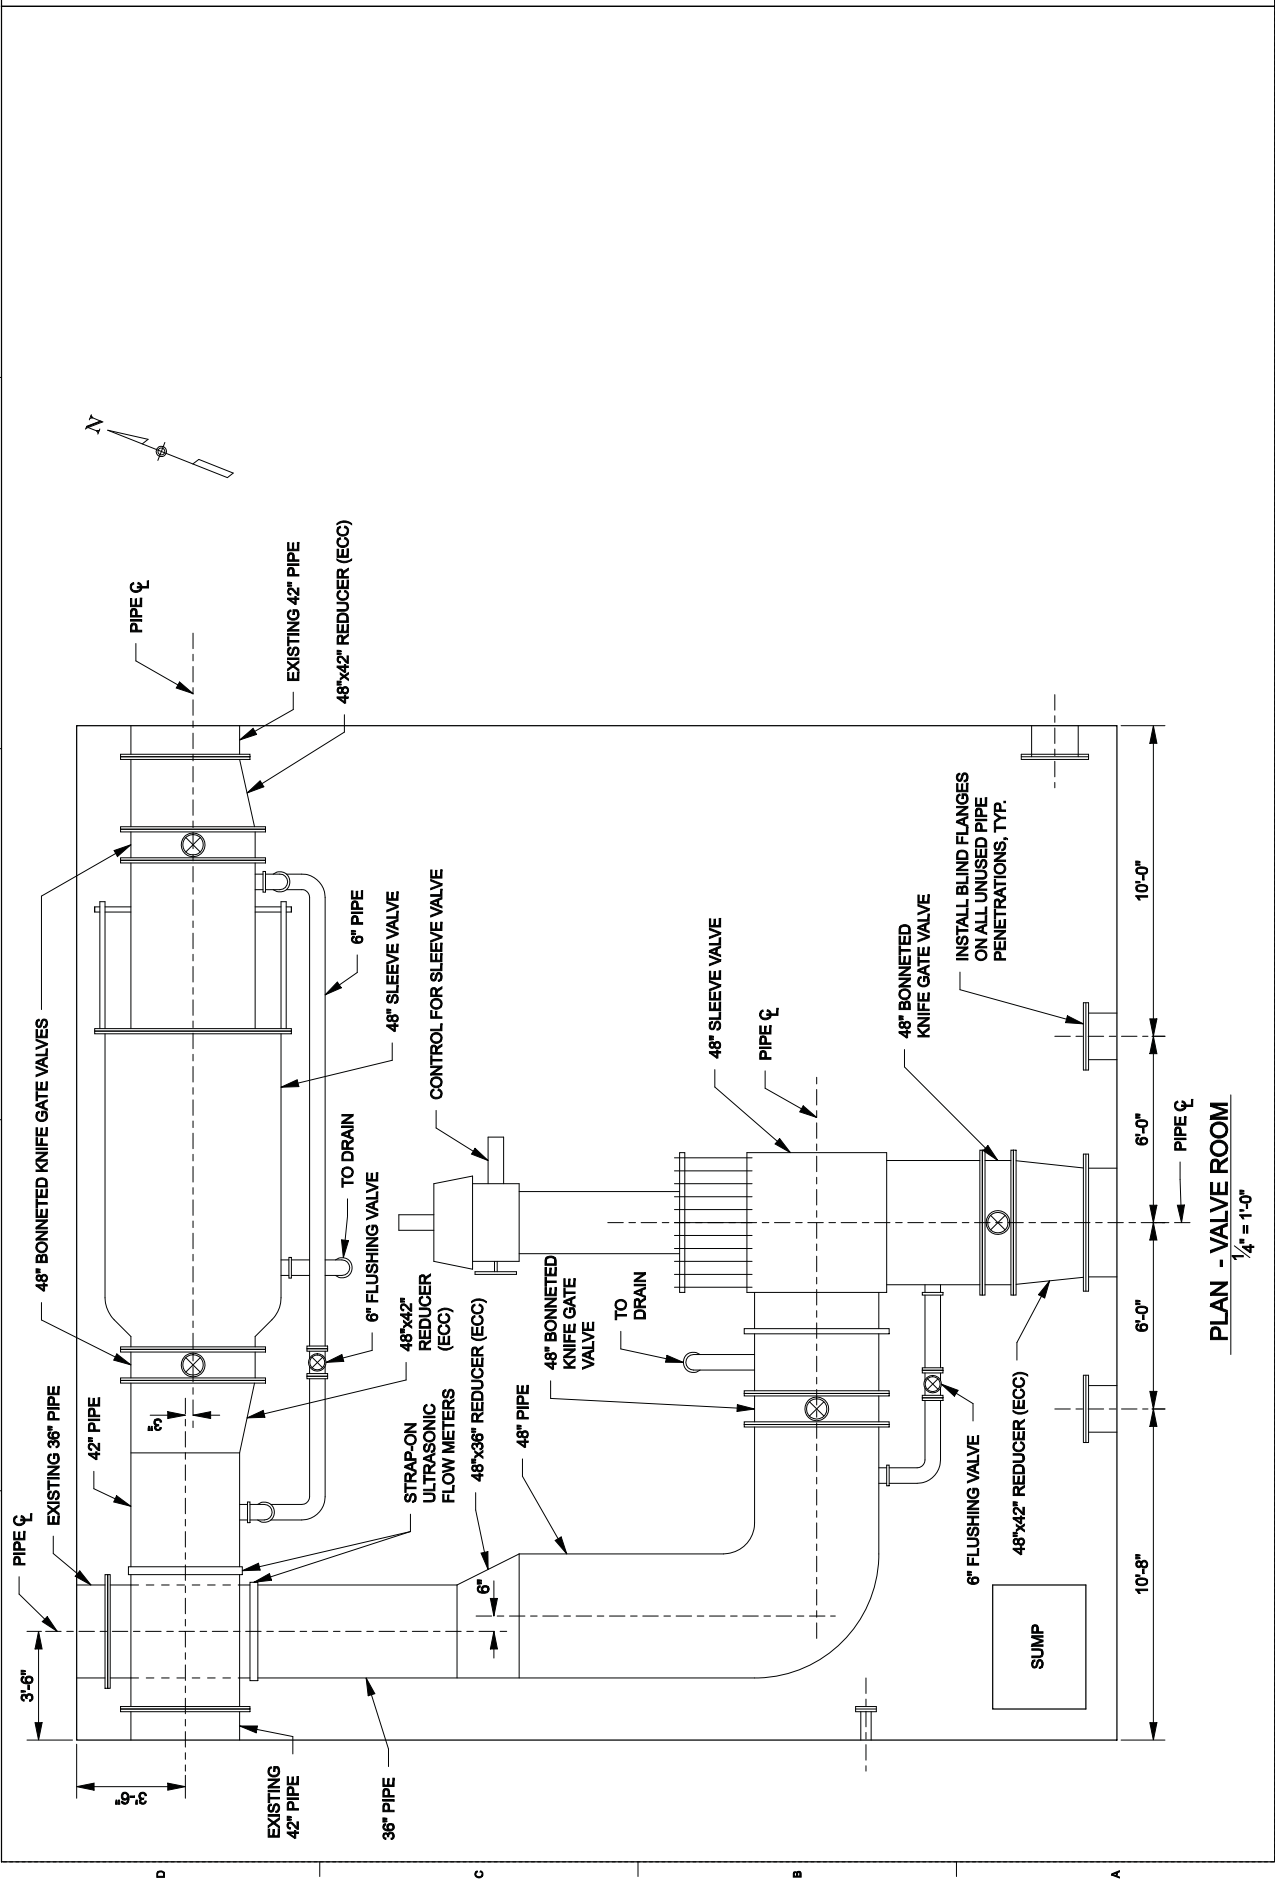 N
PIPE ℄
EXISTING 42" PIPE
48"x42" REDUCER (ECC)
48" BONNETED KNIFE GATE VALVES
6" PIPE
48" SLEEVE VALVE
CONTROL FOR SLEEVE VALVE
TO DRAIN
6" FLUSHING VALVE
48"x42"
REDUCER
(ECC)
PIPE ℄
EXISTING 36" PIPE
42" PIPE
3"
STRAP-ON
ULTRASONIC
FLOW METERS
48"x36" REDUCER (ECC)
48" PIPE
48" BONNETED
KNIFE GATE
VALVE
TO
DRAIN
48" SLEEVE VALVE
PIPE ℄
48" BONNETED
KNIFE GATE VALVE
INSTALL BLIND FLANGES
ON ALL UNUSED PIPE
PENETRATIONS, TYP.
3'-6"
3'-6"
EXISTING
42" PIPE
36" PIPE
6"
6" FLUSHING VALVE
48"x42" REDUCER (ECC)
SUMP
10'-8"
6'-0"
6'-0"
10'-0"
PIPE ℄
PLAN - VALVE ROOM
1/4" = 1'-0"
D
C
B
A